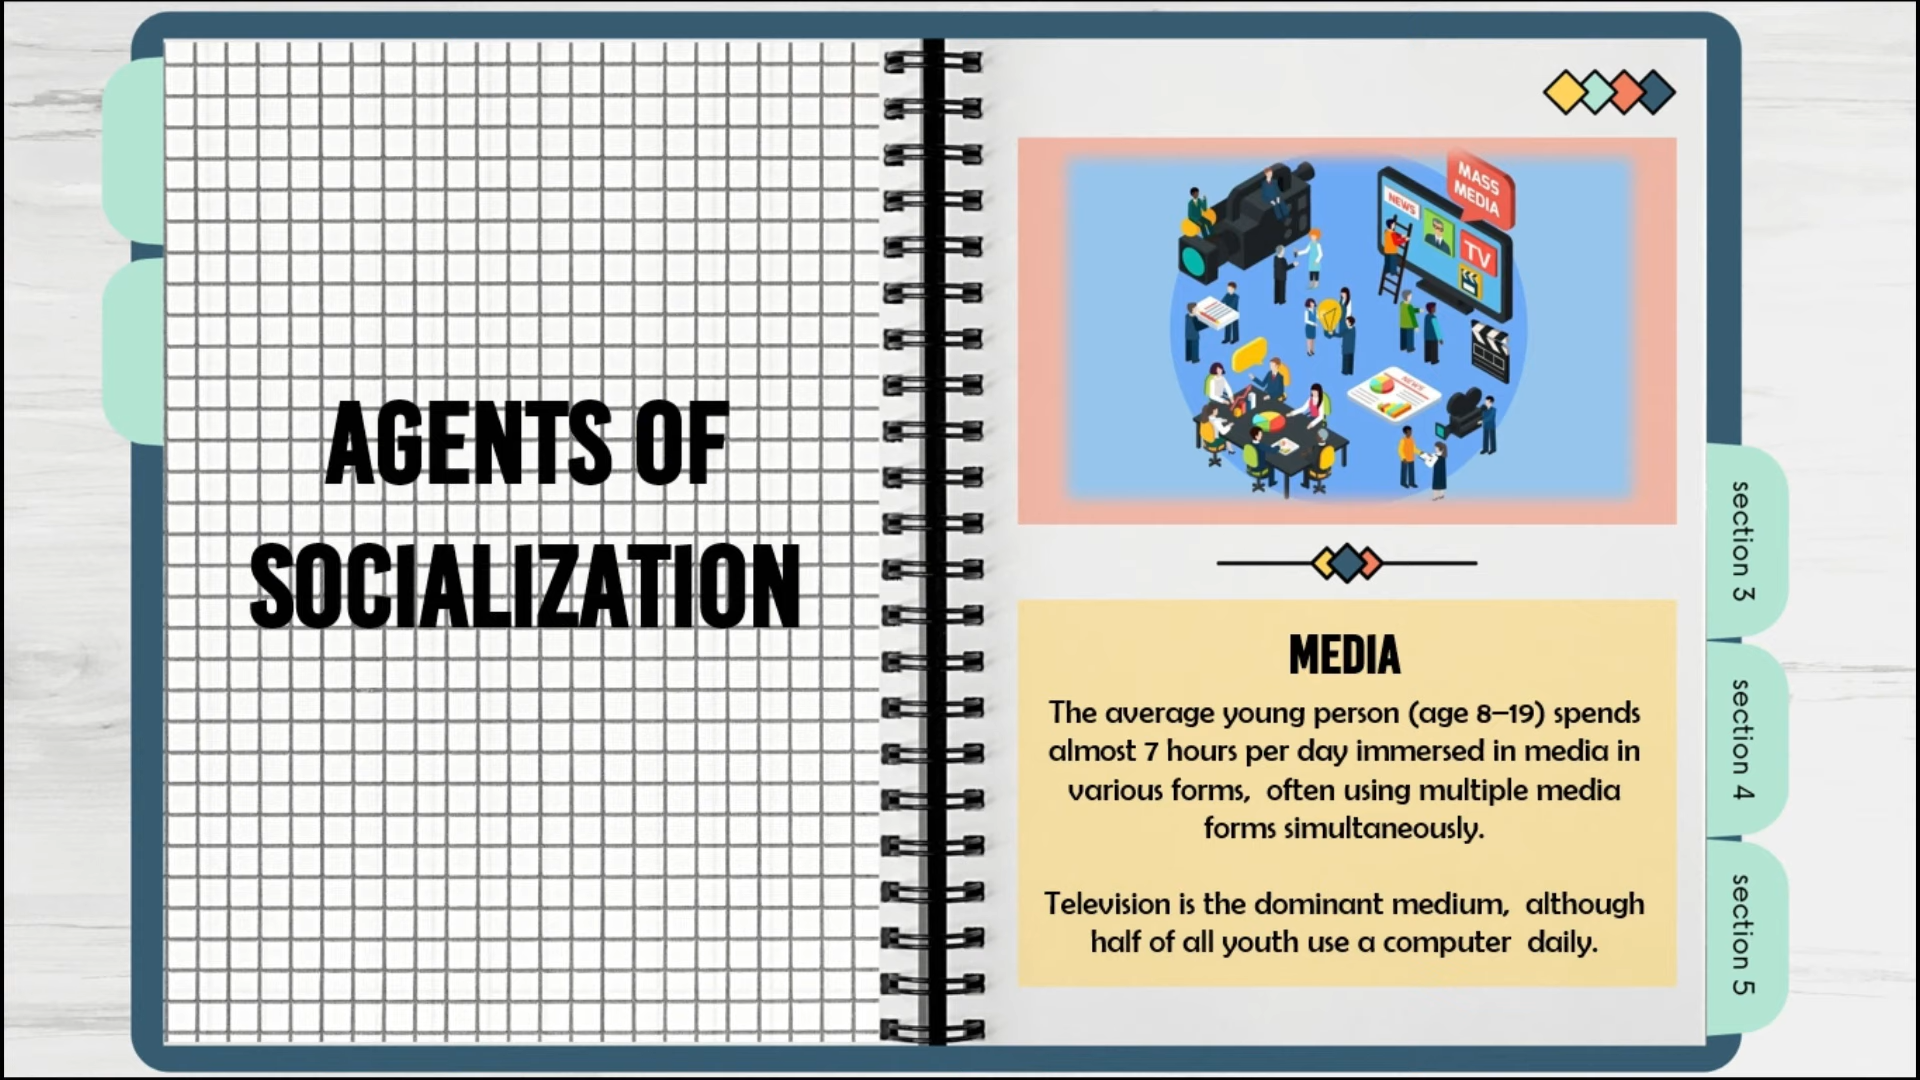 AGENTS OF
SOCIALIZATION
MASS
MEDIA
NEWS
TV
NEWS
MEDIA
The average young person (age 8–19) spends
almost 7 hours per day immersed in media in
various forms,  often using multiple media
forms simultaneously.
Television is the dominant medium,  although
half of all youth use a computer  daily.
section 3
section 4
section 5